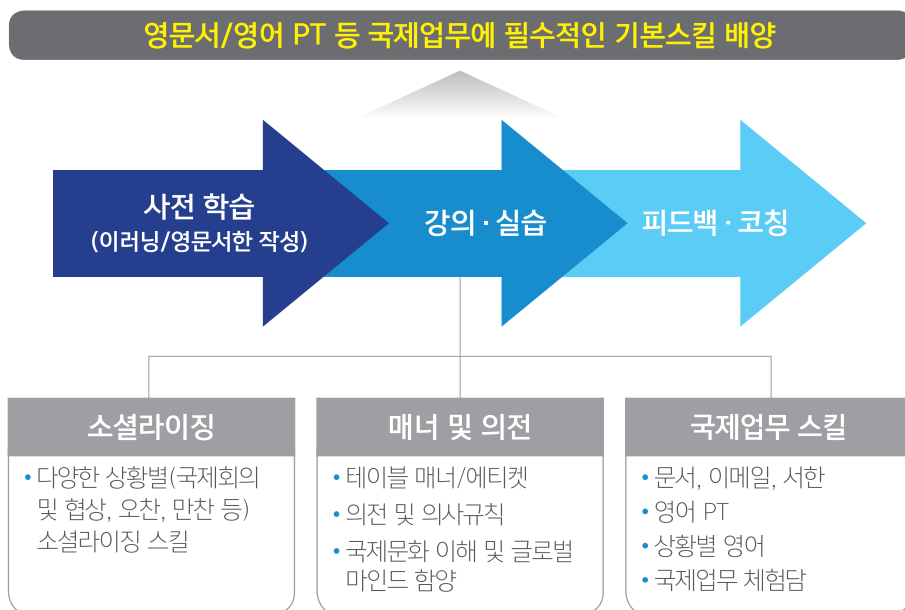 영문서/영어 PT 등 국제업무에 필수적인 기본스킬 배양
사전 학습
(이러닝/영문서한 작성)
강의 · 실습
피드백 · 코칭
소셜라이징
• 다양한 상황별(국제회의
및 협상, 오찬, 만찬 등)
소셜라이징 스킬
매너 및 의전
• 테이블 매너/에티켓
• 의전 및 의사규칙
• 국제문화 이해 및 글로벌
마인드 함양
국제업무 스킬
• 문서, 이메일, 서한
• 영어 PT
• 상황별 영어
• 국제업무 체험담